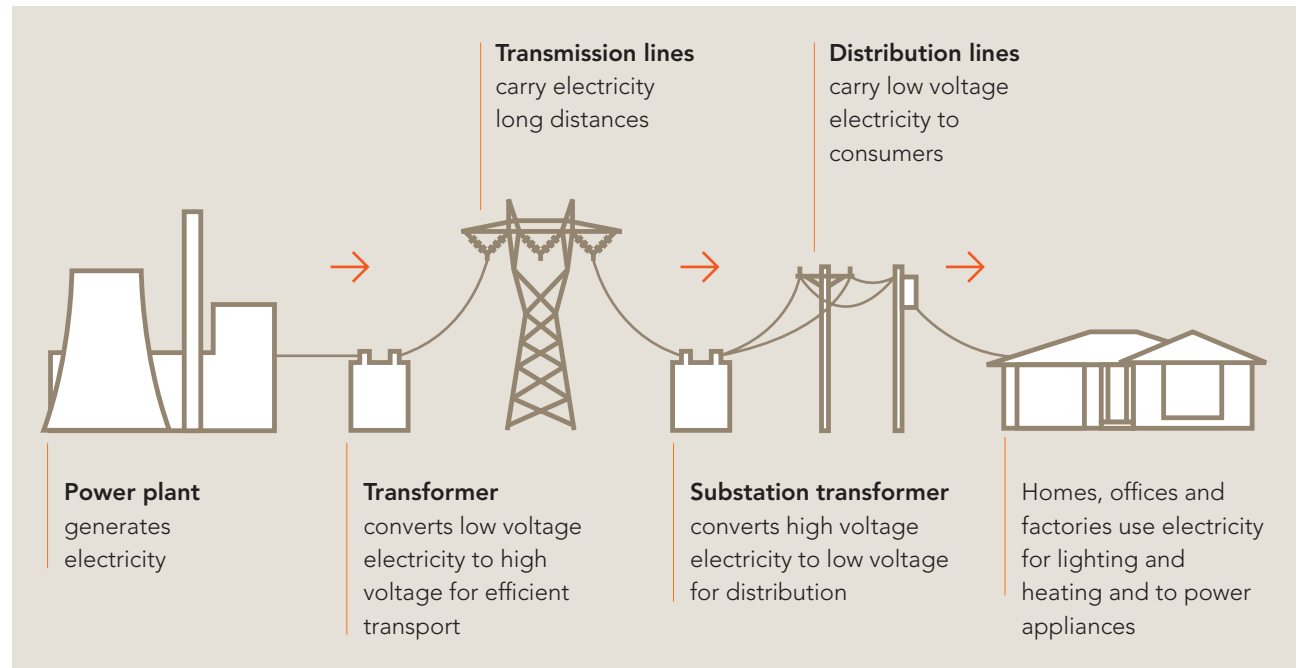 Transmission lines
carry electricity
long distances
Distribution lines
carry low voltage
electricity to
consumers
Power plant
generates
electricity
Transformer
converts low voltage
electricity to high
voltage for efficient
transport
Substation transformer
converts high voltage
electricity to low voltage
for distribution
Homes, offices and
factories use electricity
for lighting and
heating and to power
appliances